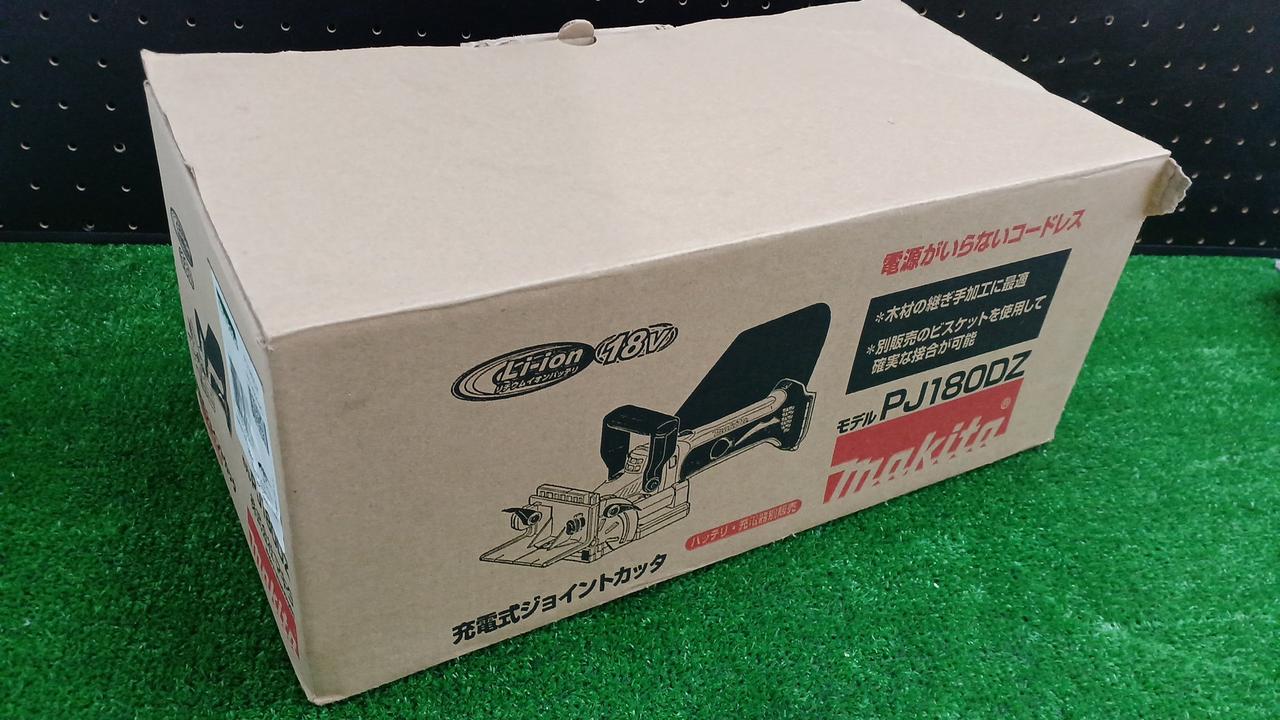 電源がいらないコードレス
＊木材の継ぎ手加工に最適
＊別販売のビスケットを使用して
確実な接合が可能
モデル PJ180DZ
makita®
Li-ion 18V
リチウムイオンバッテリ
バッテリ・充電器別販売
充電式ジョイントカッタ